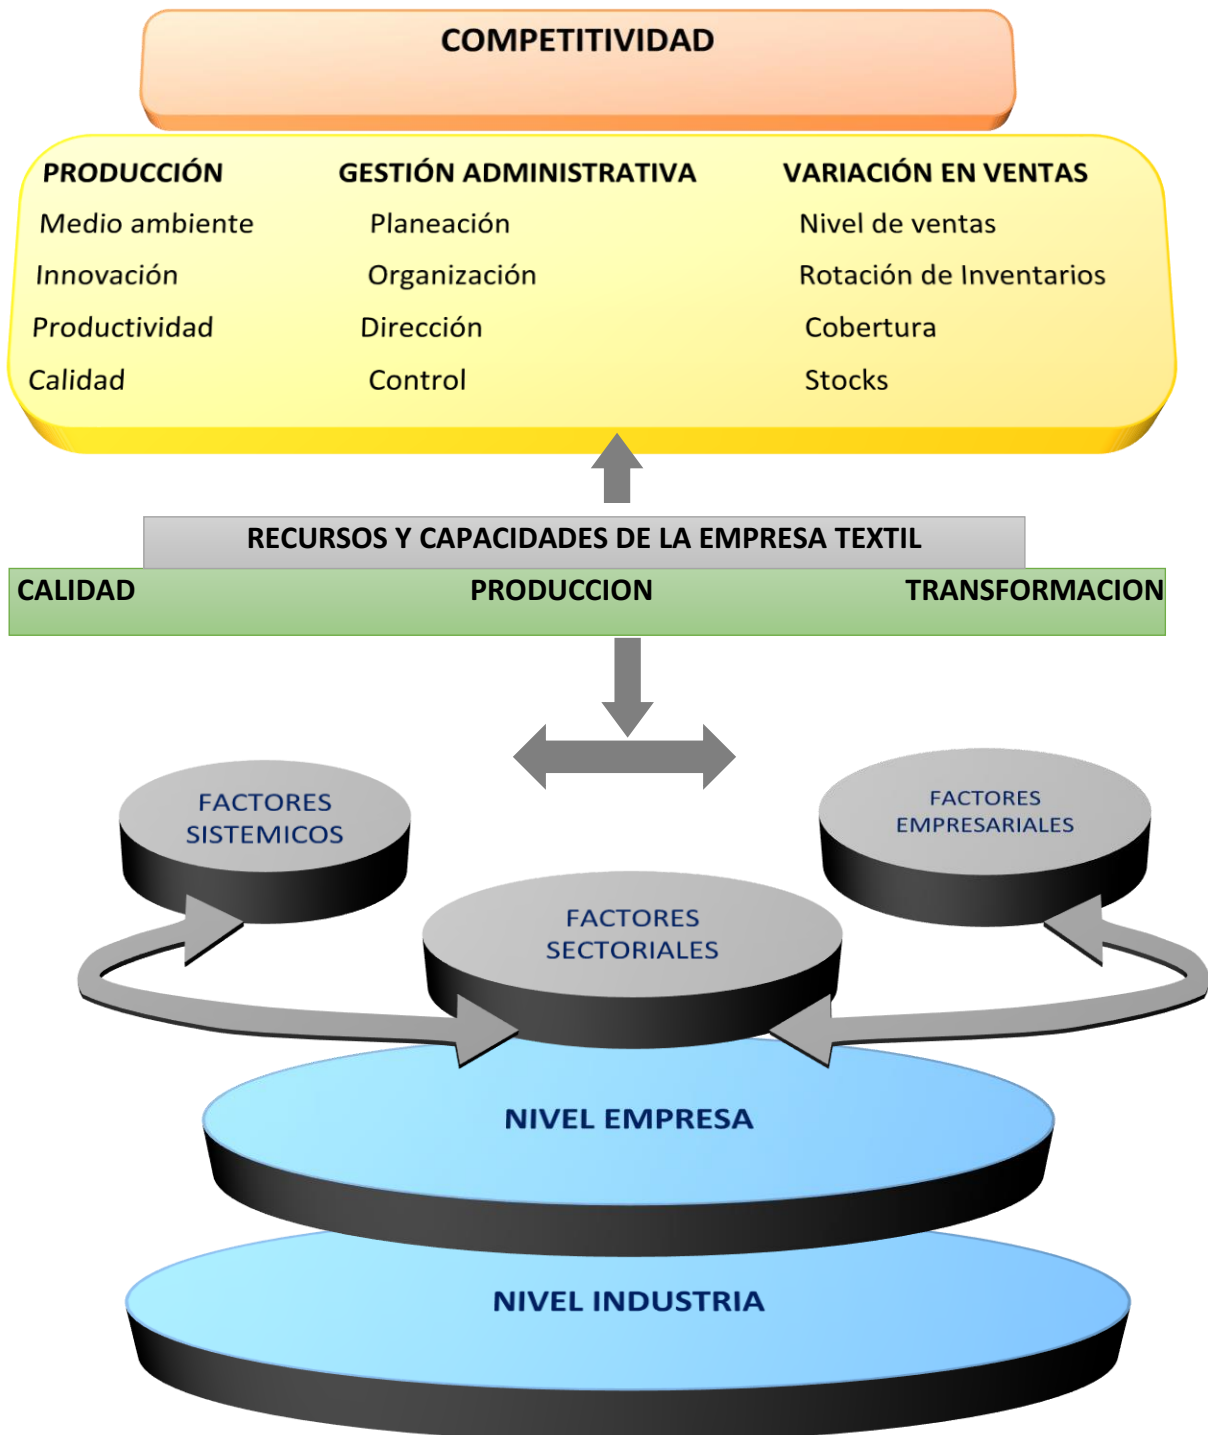 COMPETITIVIDAD
PRODUCCIÓN GESTIÓN ADMINISTRATIVA VARIACIÓN EN VENTAS
Medio ambiente Planeación Nivel de ventas
Innovación Organización Rotación de Inventarios
Productividad Dirección Cobertura
Calidad Control Stocks
RECURSOS Y CAPACIDADES DE LA EMPRESA TEXTIL
CALIDAD PRODUCCION TRANSFORMACION
FACTORES
SISTEMICOS
FACTORES
EMPRESARIALES
FACTORES
SECTORIALES
NIVEL EMPRESA
NIVEL INDUSTRIA